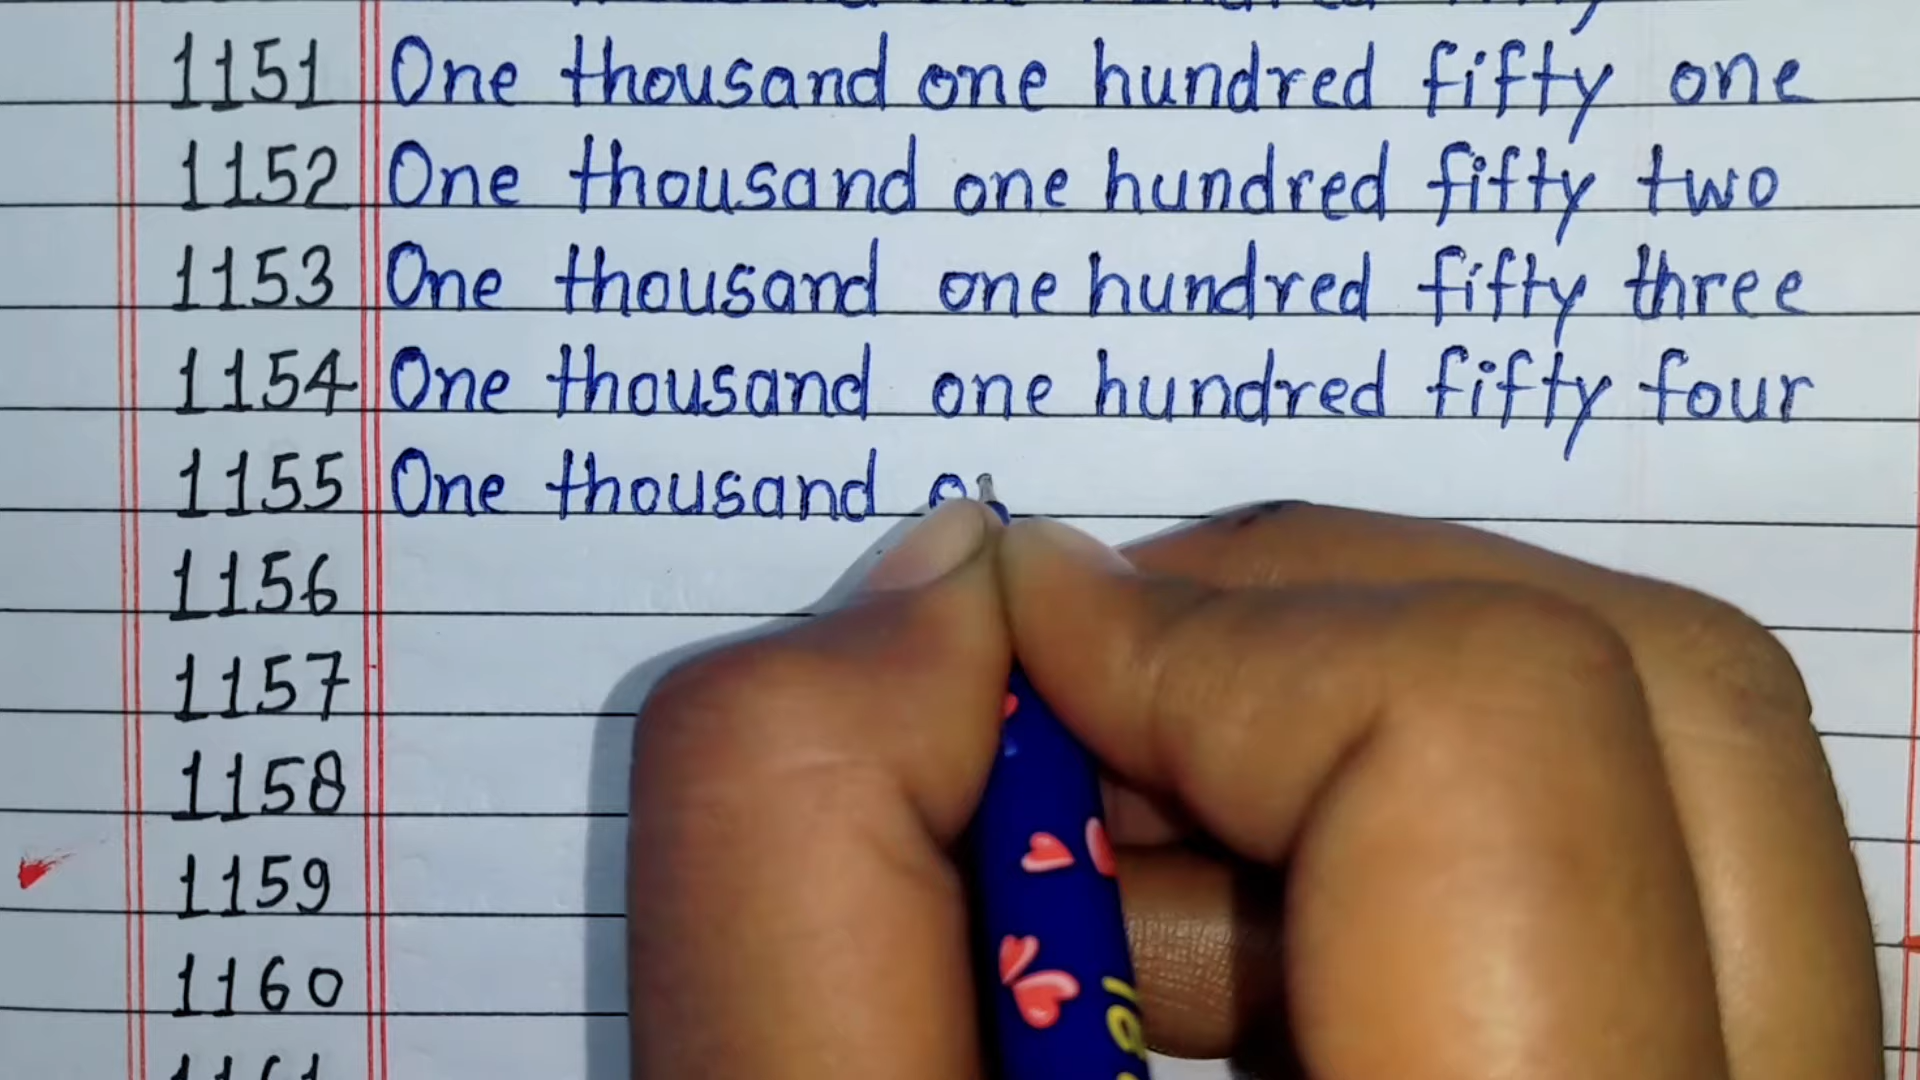 1151 One thousand one hundred fifty one
1152 One thousand one hundred fifty two
1153 One thousand one hundred fifty three
1154 One thousand one hundred fifty four
1155 One thousand
1156
1157
1158
1159
1160